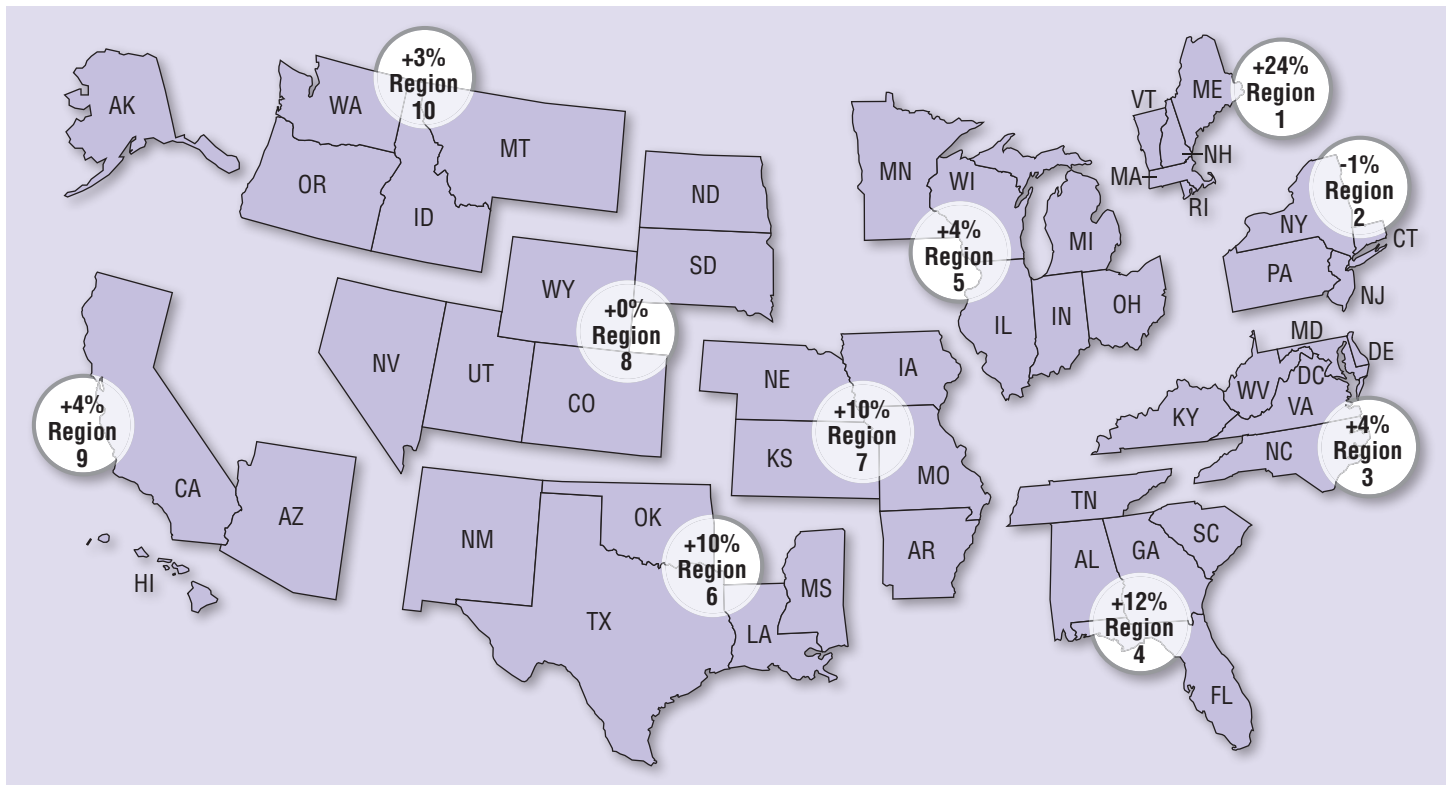 AK
WA
+3%
Region
10
MT
OR
ID
ND
SD
WY
+0%
Region
8
NV
UT
CO
+4%
Region
9
CA
AZ
HI
NM
OK
TX
+10%
Region
6
LA
MS
NE
KS
IA
+10%
Region
7
MO
AR
MN
WI
+4%
Region
5
MI
IL
IN
OH
VT
ME
+24%
Region
1
NH
MA
RI
-1%
Region
2
NY
CT
PA
NJ
MD
DE
DC
WV
VA
KY
NC
+4%
Region
3
TN
AL
GA
SC
+12%
Region
4
FL